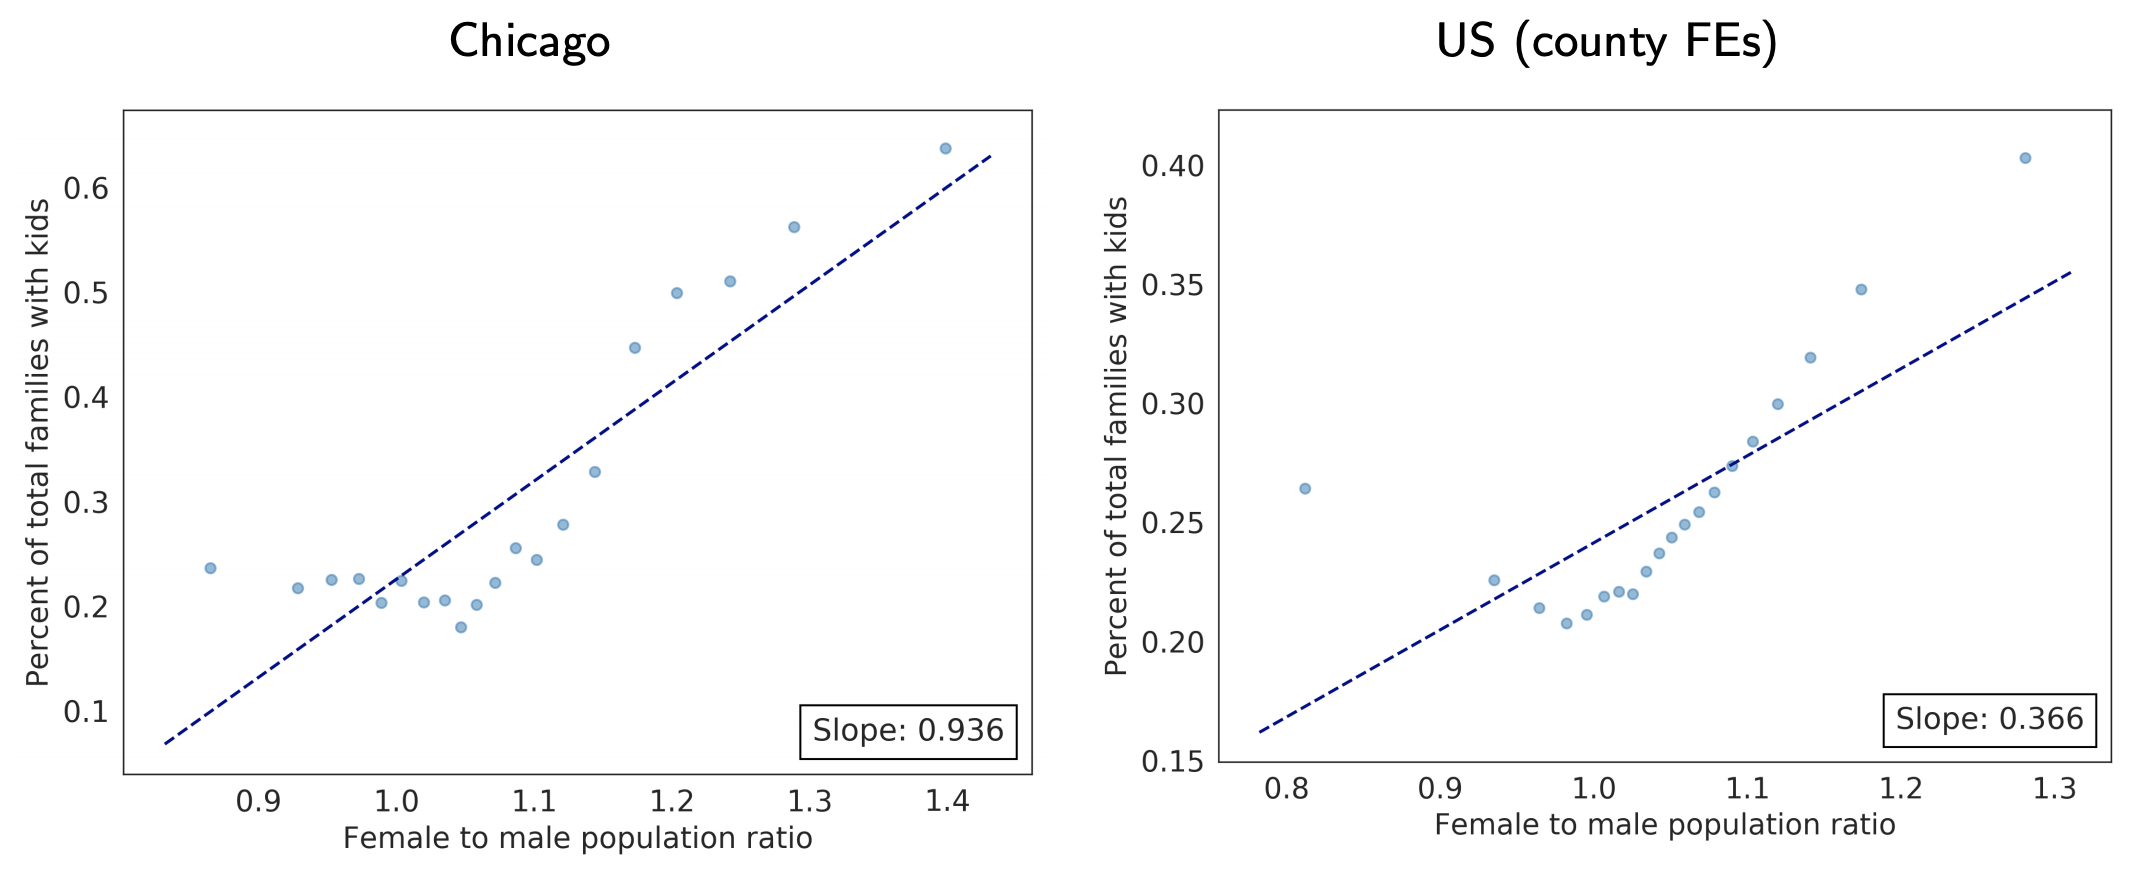 Chicago
US (county FEs)
Percent of total families with kids
0.6
0.5
0.4
0.3
0.2
0.1
Slope: 0.936
0.9 1.0 1.1 1.2 1.3 1.4
Female to male population ratio
Percent of total families with kids
0.40
0.35
0.30
0.25
0.20
0.15
Slope: 0.366
0.8 0.9 1.0 1.1 1.2 1.3
Female to male population ratio